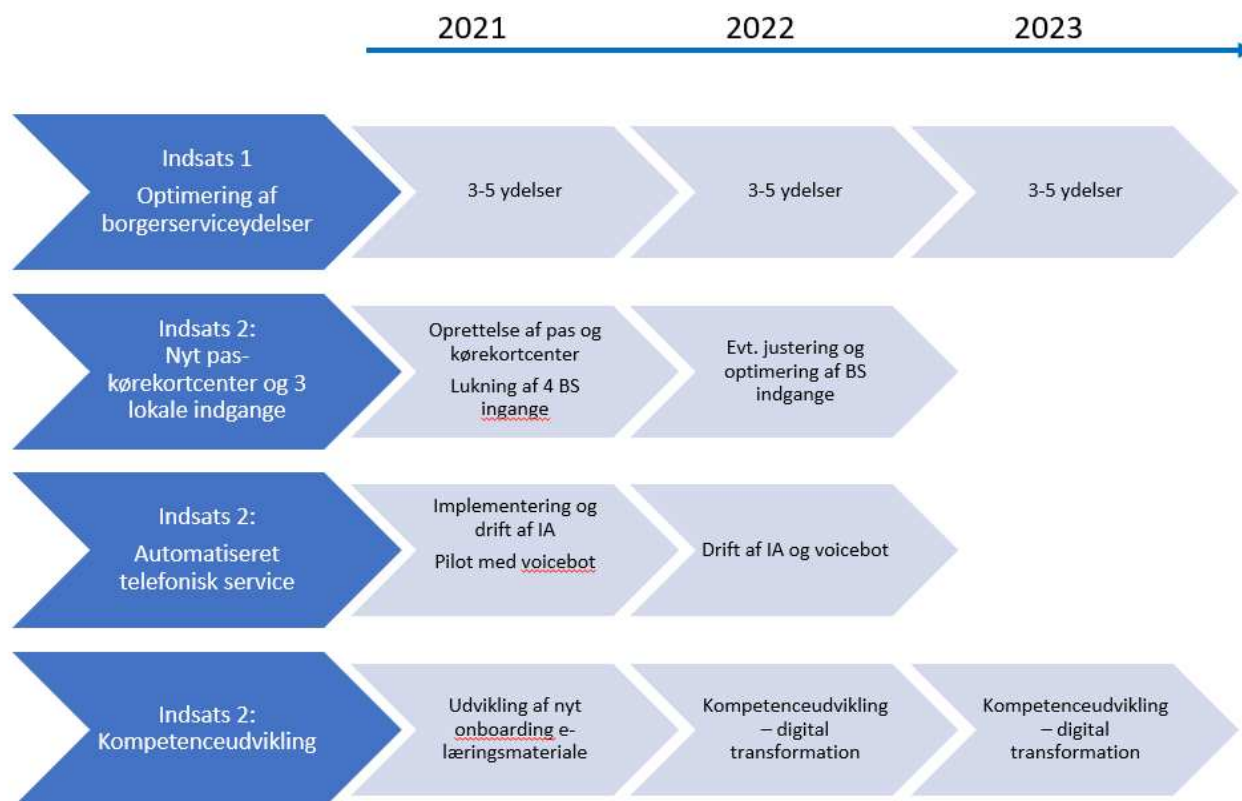 2021
2022
2023
Indsats 1
Optimering af
borgerserviceydelser
3-5 ydelser
3-5 ydelser
3-5 ydelser
Indsats 2:
Nyt pas-
kørekortcenter og 3
lokale indgange
Oprettelse af pas og
kørekortcenter
Lukning af 4 BS
ingange
Evt. justering og
optimering af BS
indgange
Indsats 2:
Automatiseret
telefonisk service
Implementering og
drift af IA
Pilot med voicebot
Drift af IA og voicebot
Indsats 2:
Kompetenceudvikling
Udvikling af nyt
onboarding e-
læringsmateriale
Kompetenceudvikling
– digital
transformation
Kompetenceudvikling
– digital
transformation